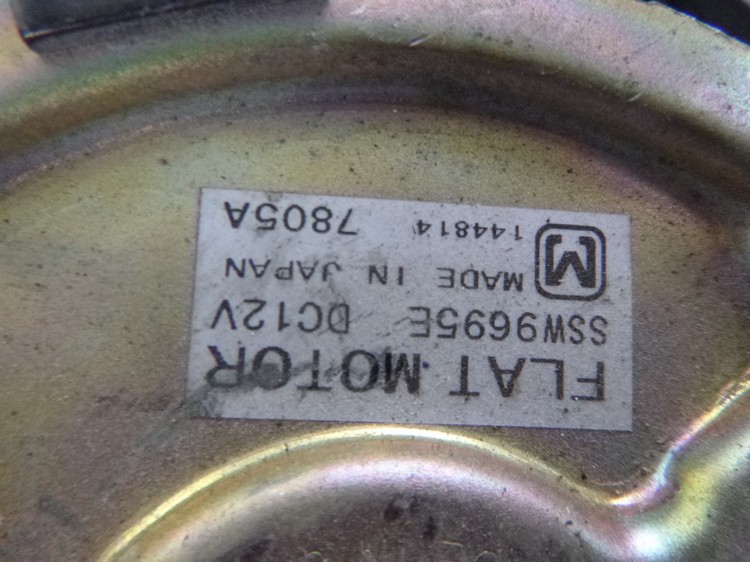 FLAT MOTOR
SSW9695E DC12V
M MADE IN JAPAN
144814 7805A